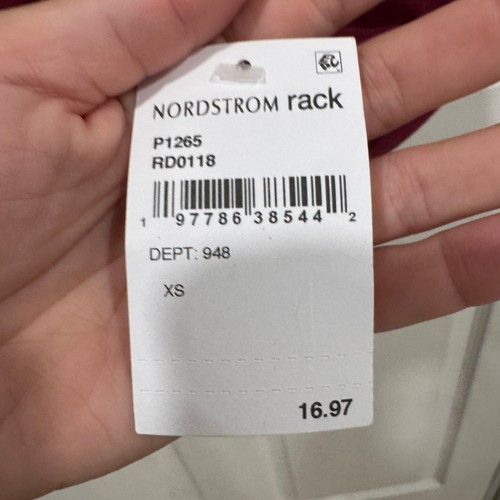 NORDSTROM rack
P1265
RD0118
1 97786 38544 2
DEPT: 948
XS
16.97